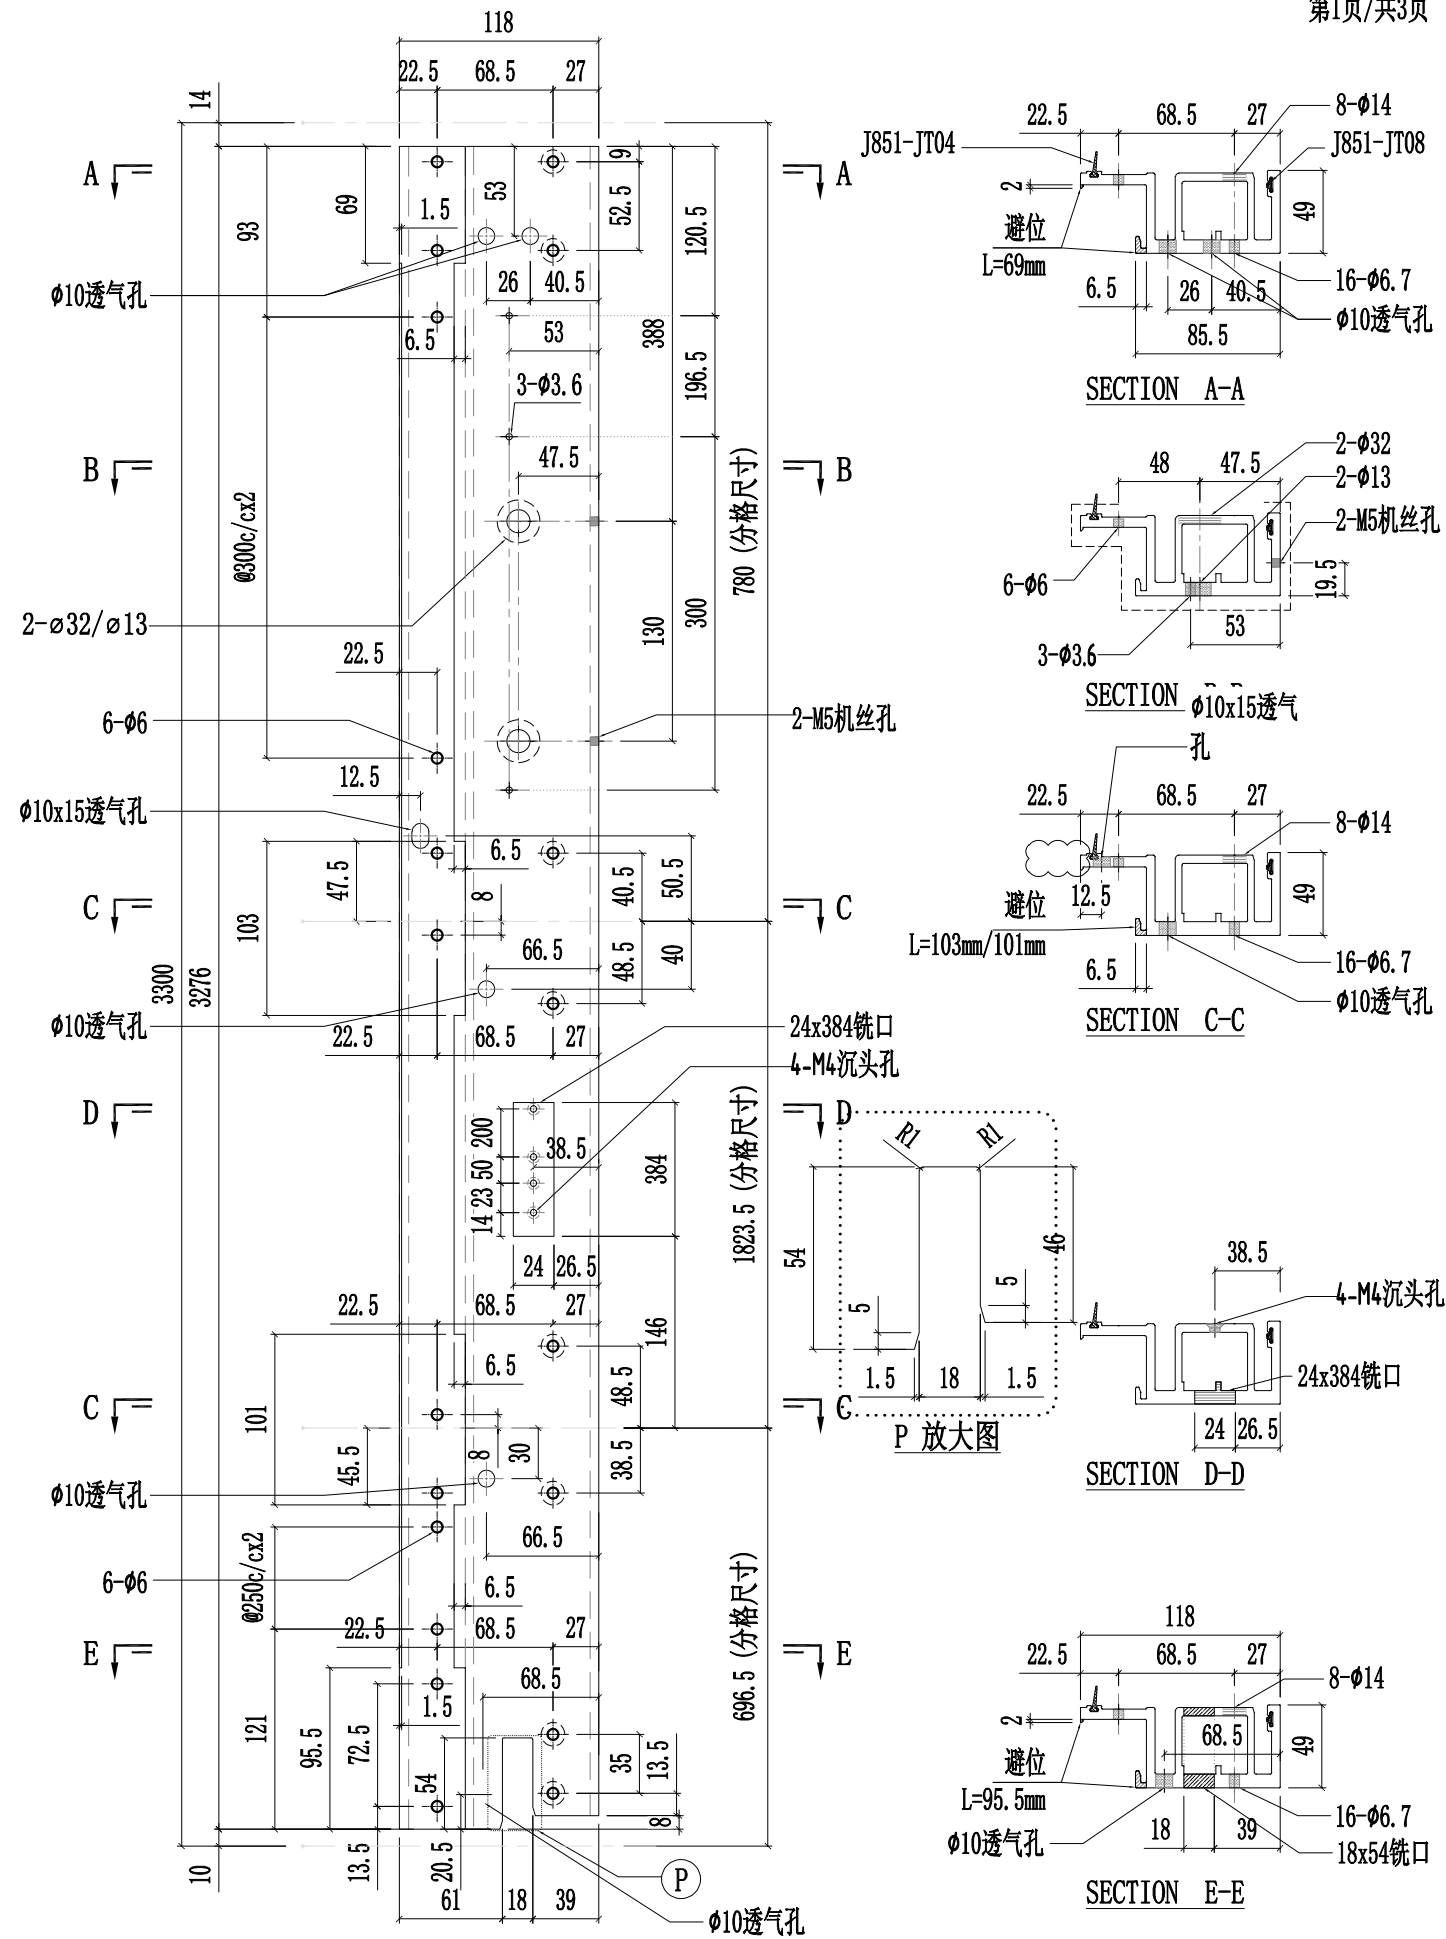 第1页/共3页
118
22.5
68.5
27
14
A
A
9
53
69
1.5
52.5
120.5
93
Φ10透气孔
26
40.5
388
6.5
53
196.5
3-Φ3.6
B
B
47.5
780 (分格尺寸)
@300c/cx2
2-⌀32/⌀13
130
300
22.5
6-Φ6
2-M5机丝孔
12.5
Φ10x15透气孔
6.5
47.5
8
40.5
50.5
C
C
103
66.5
48.5
40
3300
3276
Φ10透气孔
22.5
68.5
27
24x384铣口
4-M4沉头孔
D
D
200
38.5
50
23
14
384
1823.5 (分格尺寸)
24
26.5
22.5
68.5
27
146
6.5
48.5
C
C
101
8
30
45.5
38.5
Φ10透气孔
66.5
@250c/cx2
6-Φ6
6.5
696.5 (分格尺寸)
22.5
68.5
27
E
E
68.5
1.5
121
95.5
72.5
54
35
13.5
8
10
13.5
20.5
61
18
39
P
Φ10透气孔
22.5
68.5
27
8-Φ14
J851-JT04
J851-JT08
2
49
避位
L=69mm
16-Φ6.7
6.5
26
40.5
Φ10透气孔
85.5
SECTION A-A
2-Φ32
48
47.5
2-Φ13
2-M5机丝孔
6-Φ6
19.5
53
3-Φ3.6
SECTION
Φ10x15透气
孔
22.5
68.5
27
8-Φ14
12.5
49
避位
L=103mm/101mm
16-Φ6.7
6.5
Φ10透气孔
SECTION C-C
R1
R1
54
46
5
5
1.5
18
1.5
P 放大图
38.5
4-M4沉头孔
24x384铣口
24
26.5
SECTION D-D
118
22.5
68.5
27
8-Φ14
2
68.5
49
避位
L=95.5mm
16-Φ6.7
18
39
Φ10透气孔
18x54铣口
SECTION E-E